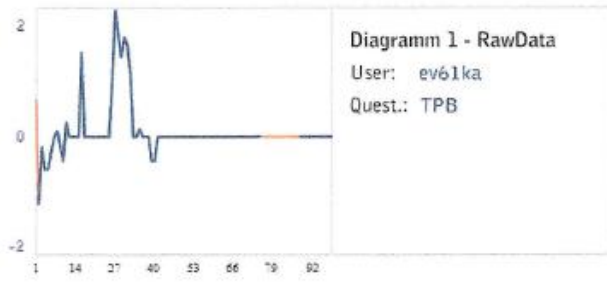 2
0
-2
1 14 27 40 53 66 79 92
Diagramm 1 - RawData
User: ev61ka
Quest.: TPB